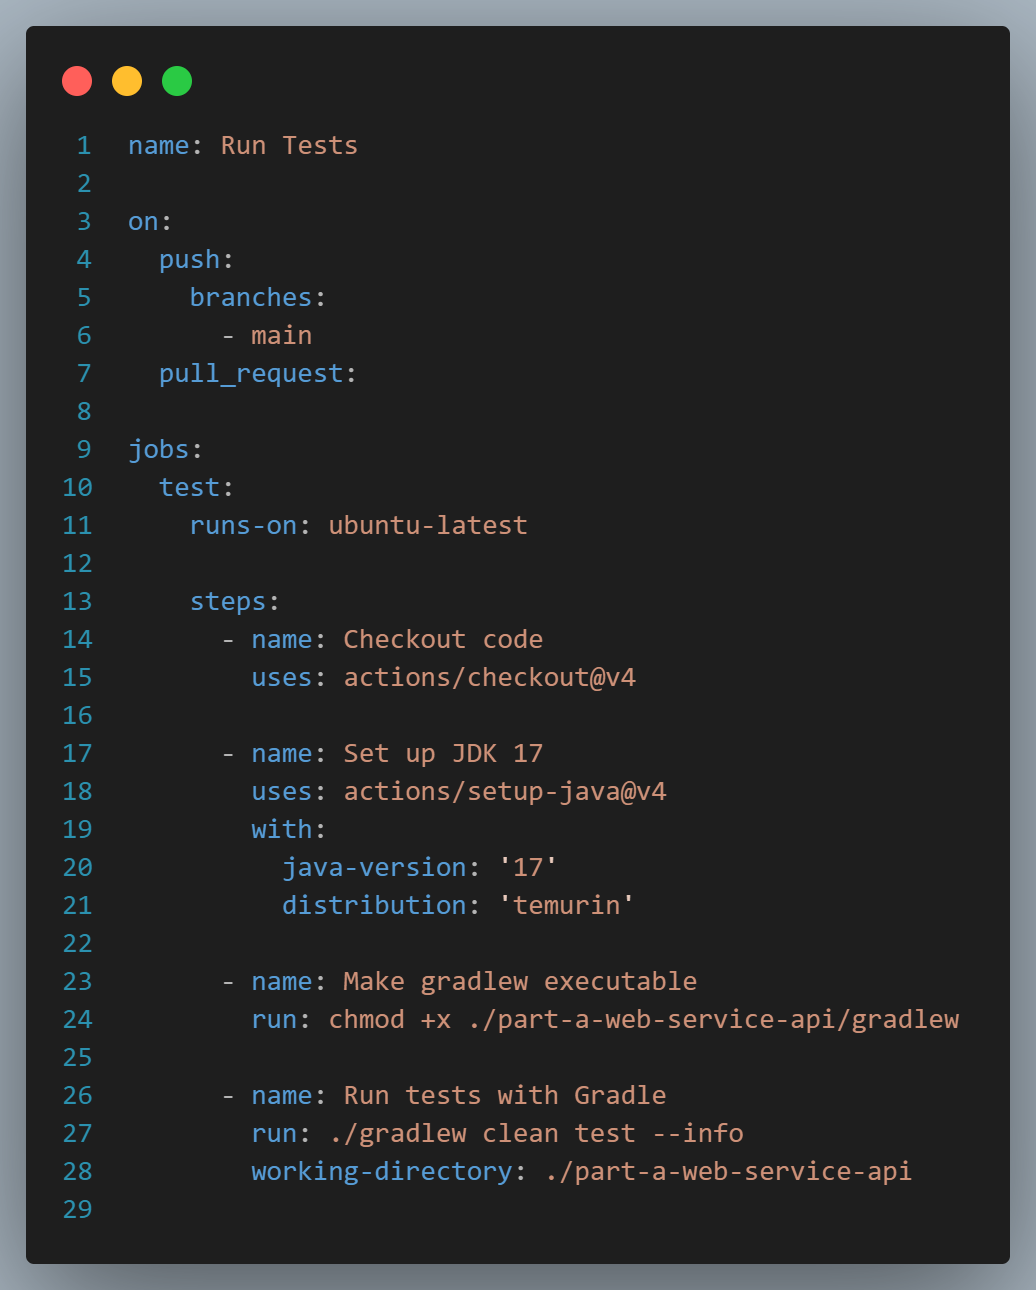 1 name: Run Tests
2
3 on:
4   push:
5     branches:
6       - main
7   pull_request:
8
9 jobs:
10   test:
11     runs-on: ubuntu-latest
12
13     steps:
14       - name: Checkout code
15         uses: actions/checkout@v4
16
17       - name: Set up JDK 17
18         uses: actions/setup-java@v4
19         with:
20           java-version: '17'
21           distribution: 'temurin'
22
23       - name: Make gradlew executable
24         run: chmod +x ./part-a-web-service-api/gradlew
25
26       - name: Run tests with Gradle
27         run: ./gradlew clean test --info
28         working-directory: ./part-a-web-service-api
29